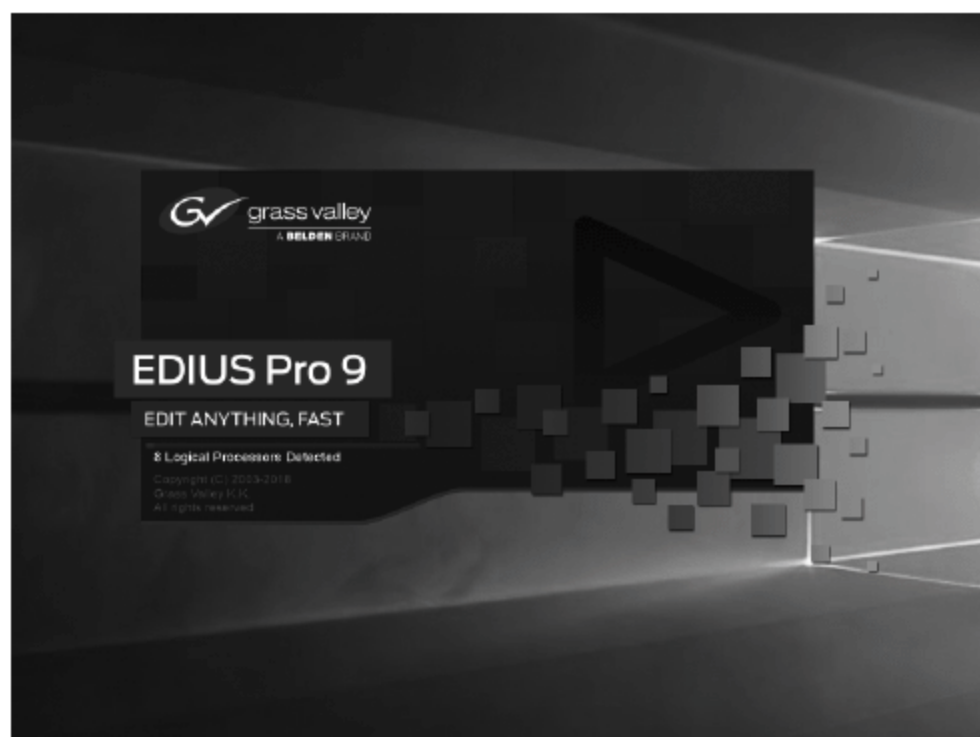 GV grass valley
A BELDEN BRAND
EDIUS Pro 9
EDIT ANYTHING, FAST
8 Logical Processors Detected
Copyright (C) 2003-2018
Grass Valley K.K.
All rights reserved